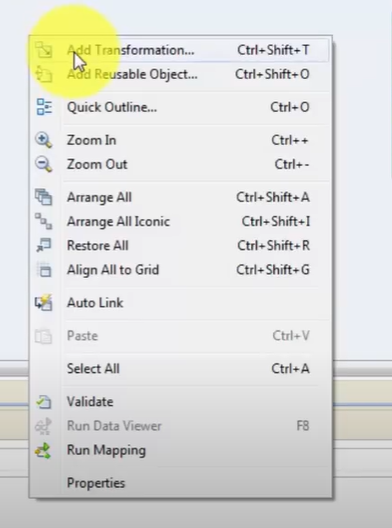 Add Transformation... Ctrl+Shift+T
Add Reusable Object... Ctrl+Shift+O
Quick Outline... Ctrl+O
Zoom In Ctrl++
Zoom Out Ctrl+-
Arrange All Ctrl+Shift+A
Arrange All Iconic Ctrl+Shift+I
Restore All Ctrl+Shift+R
Align All to Grid Ctrl+Shift+G
Auto Link
Paste Ctrl+V
Select All Ctrl+A
Validate
Run Data Viewer F8
Run Mapping
Properties